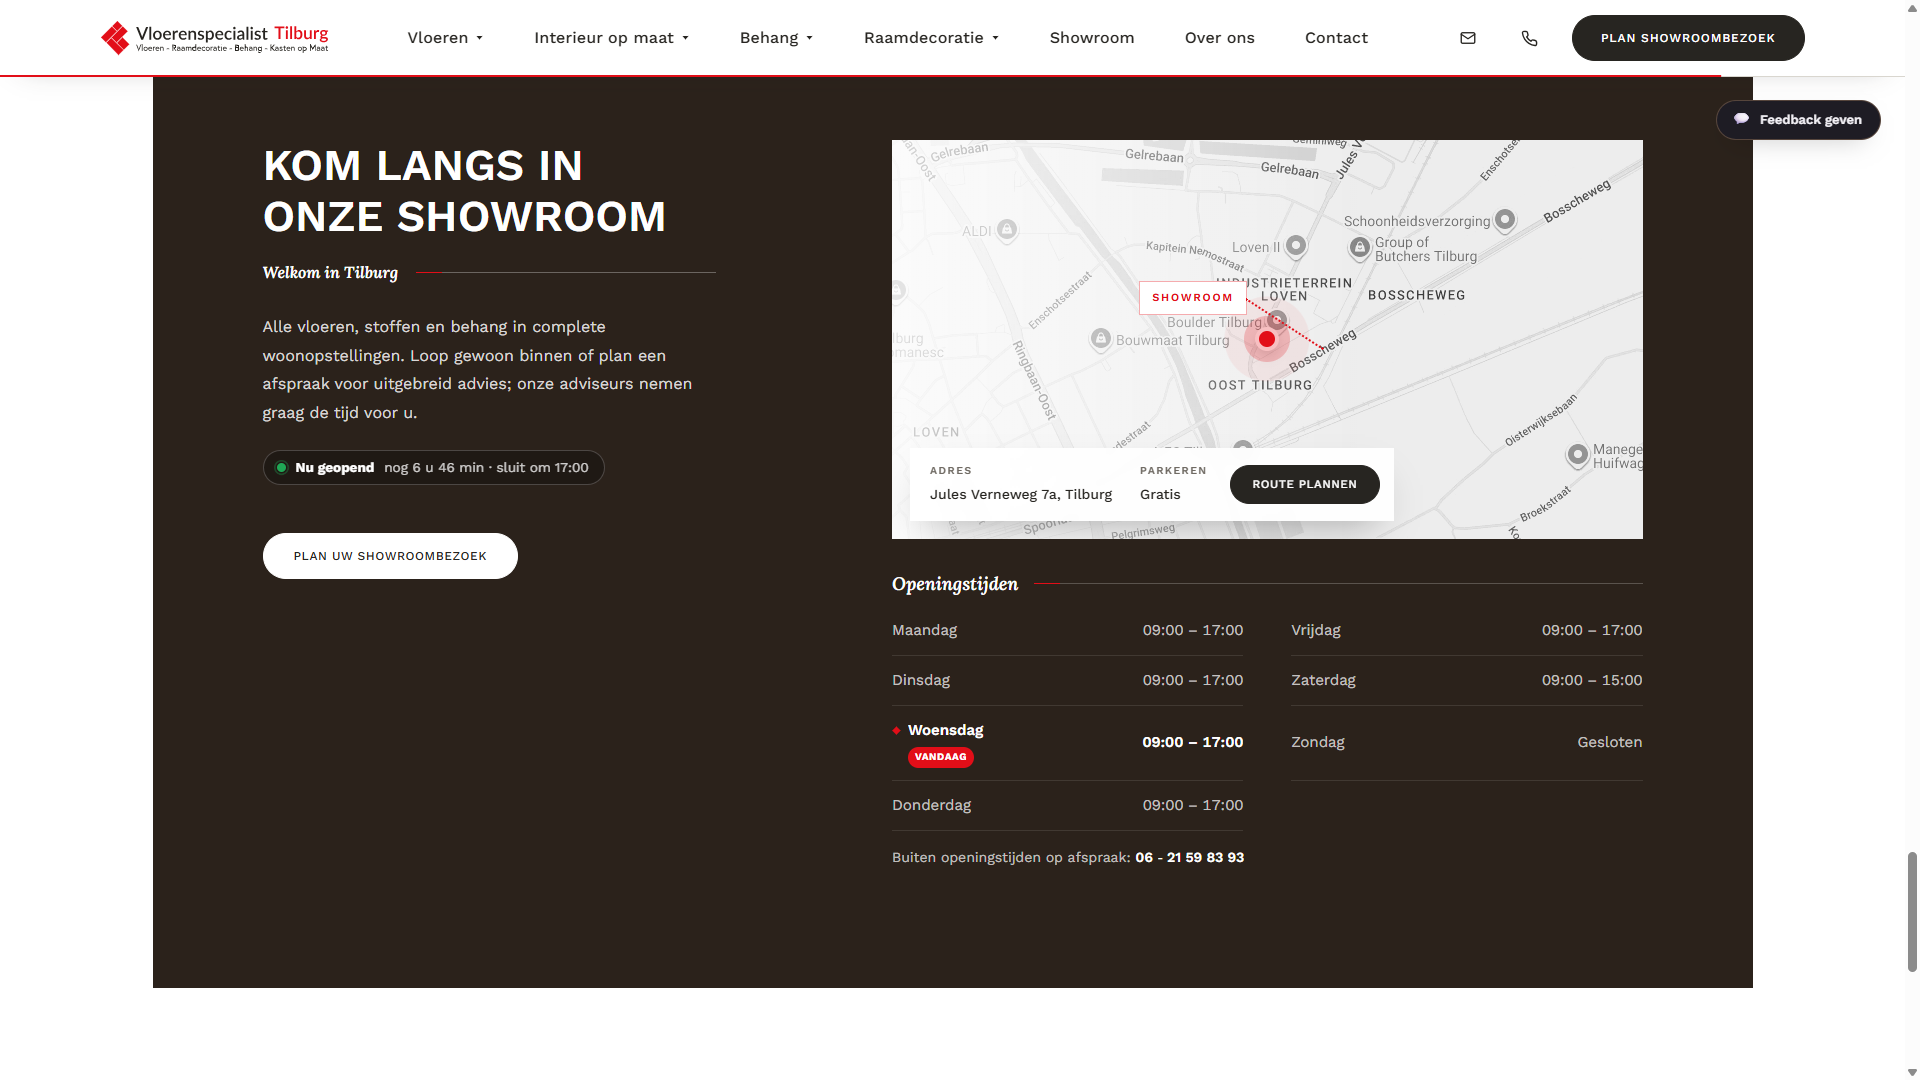 Vloerenspecialist Tilburg
Vloeren - Raamdecoratie - Behang - Kasten op Maat
Vloeren
Interieur op maat
Behang
Raamdecoratie
Showroom
Over ons
Contact
PLAN SHOWROOMBEZOEK
Feedback geven
KOM LANGS IN
ONZE SHOWROOM
Welkom in Tilburg
Alle vloeren, stoffen en behang in complete
woonopstellingen. Loop gewoon binnen of plan een
afspraak voor uitgebreid advies; onze adviseurs nemen
graag de tijd voor u.
Nu geopend nog 6 u 46 min · sluit om 17:00
PLAN UW SHOWROOMBEZOEK
Gelrebaan
Gelrebaan
Gelrebaan
Bosscheweg
Schoonheidsverzorging
ALDI
Loven II
Group of
Butchers Tilburg
Kapitein Nemostraat
INDUSTRIETERREIN
LOVEN
BOSSCHEWEG
SHOWROOM
Enschotsestraat
Boulder Tilburg
Bouwmaat Tilburg
Bosscheweg
Ringbaan-Oost
OOST TILBURG
LOVEN
Oisterwijksebaan
Manege
Broekstraat
Pelgrimsweg
ADRES
Jules Verneweg 7a, Tilburg
PARKEREN
Gratis
ROUTE PLANNEN
Openingstijden
Maandag 09:00 – 17:00
Dinsdag 09:00 – 17:00
Woensdag 09:00 – 17:00
VANDAAG
Donderdag 09:00 – 17:00
Vrijdag 09:00 – 17:00
Zaterdag 09:00 – 15:00
Zondag Gesloten
Buiten openingstijden op afspraak: 06 - 21 59 83 93